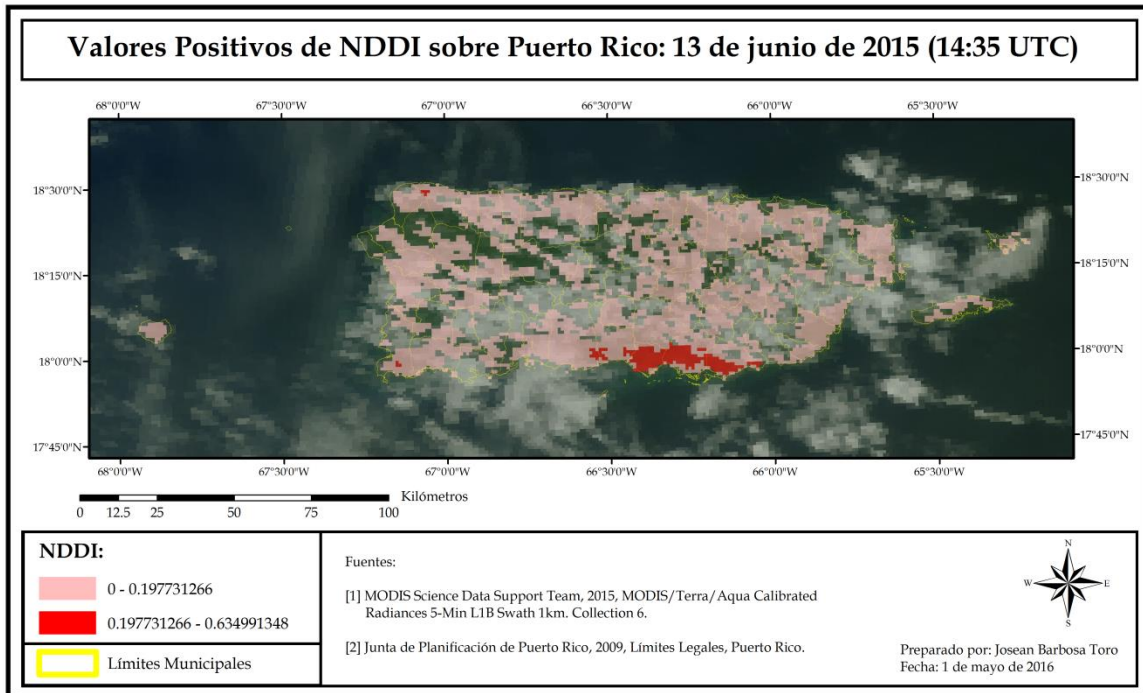 Valores Positivos de NDDI sobre Puerto Rico: 13 de junio de 2015 (14:35 UTC)
68°0'0"W 67°30'0"W 67°0'0"W 66°30'0"W 66°0'0"W 65°30'0"W
18°30'0"N 18°30'0"N
18°15'0"N 18°15'0"N
18°0'0"N 18°0'0"N
17°45'0"N 17°45'0"N
68°0'0"W 67°30'0"W 67°0'0"W 66°30'0"W 66°0'0"W 65°30'0"W
Kilómetros
0 12.5 25 50 75 100
NDDI:
0 - 0.197731266
0.197731266 - 0.634991348
Límites Municipales
Fuentes:
[1] MODIS Science Data Support Team, 2015, MODIS/Terra/Aqua Calibrated
Radiances 5-Min L1B Swath 1km. Collection 6.
[2] Junta de Planificación de Puerto Rico, 2009, Límites Legales, Puerto Rico.
N
W E
S
Preparado por: Josean Barbosa Toro
Fecha: 1 de mayo de 2016